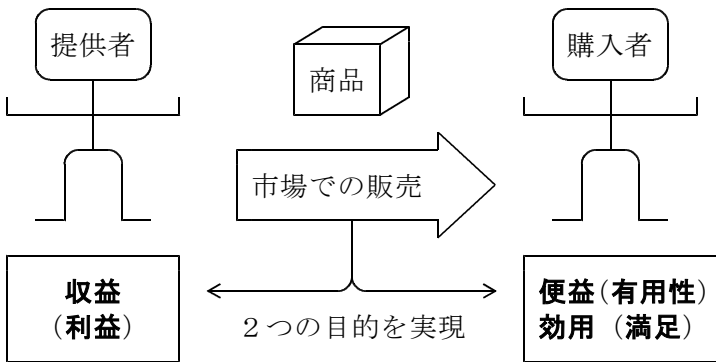 提供者
商品
購入者
市場での販売
収益
（利益）
２つの目的を実現
便益（有用性）
効用（満足）